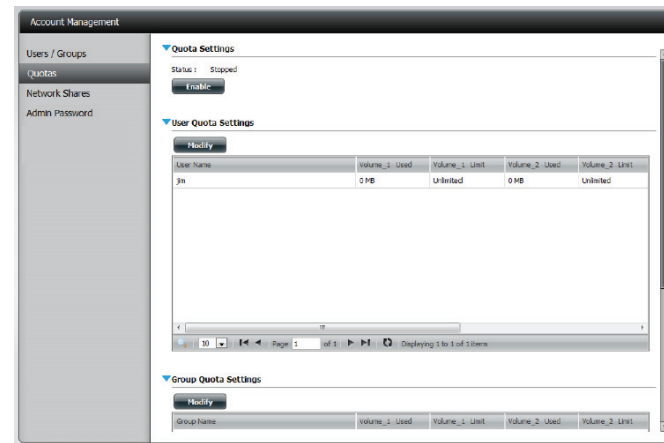 Account Management
Users / Groups
Quotas
Network Shares
Admin Password
Quota Settings
Status : Stopped
Enable
User Quota Settings
Modify
User Name Volume_1 Used Volume_1 Limit Volume_2 Used Volume_2 Limit
jim 0 MB Unlimited 0 MB Unlimited
10 Page 1 of 1 Displaying 1 to 1 of 1 items
Group Quota Settings
Modify
Group Name Volume_1 Used Volume_1 Limit Volume_2 Used Volume_2 Limit